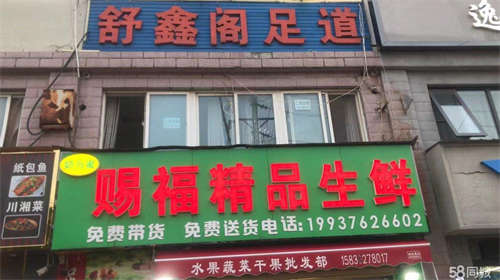 舒鑫阁足道
逸
纸包鱼
川湘菜
赐福精品生鲜
免费带货 免费送货电话:19937626602
水果蔬菜干果批发部
58同城